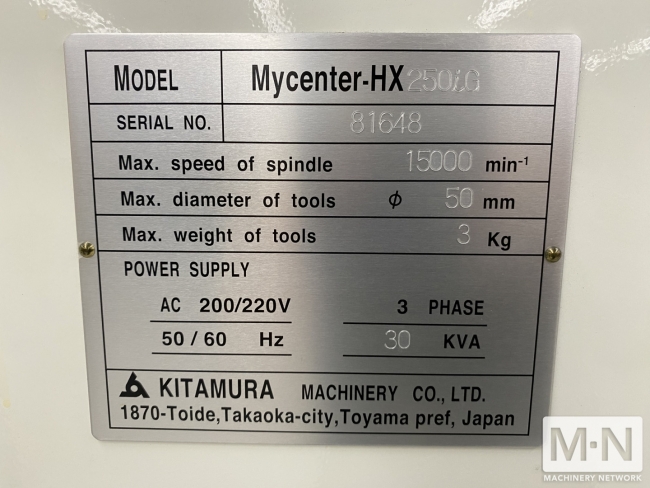 MODEL Mycenter-HX250iG
SERIAL NO. 81648
Max. speed of spindle 15000 min-1
Max. diameter of tools φ 50 mm
Max. weight of tools 3 Kg
POWER SUPPLY
AC 200/220V 3 PHASE
50/60 Hz 30 KVA
KITAMURA MACHINERY CO., LTD.
1870-Toide,Takaoka-city,Toyama pref, Japan
M·N
MACHINERY NETWORK